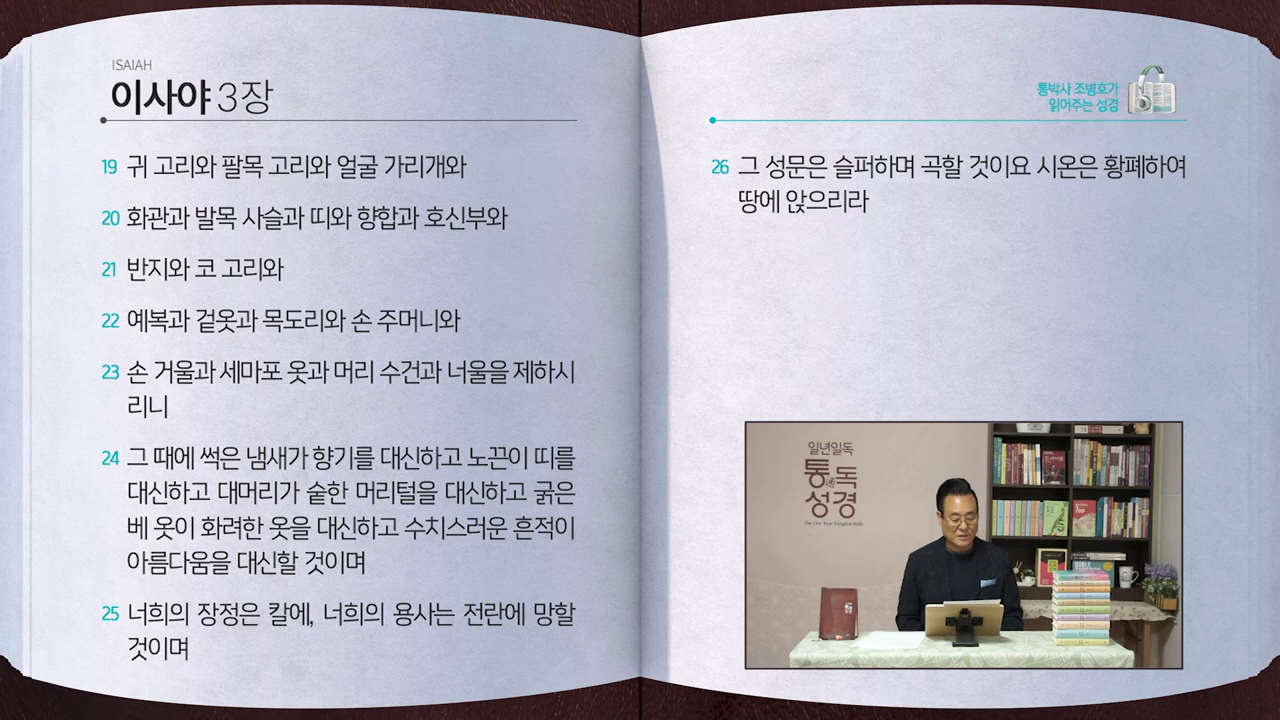 ISAIAH
이사야 3장
19 귀 고리와 팔목 고리와 얼굴 가리개와
20 화관과 발목 사슬과 띠와 향합과 호신부와
21 반지와 코 고리와
22 예복과 겉옷과 목도리와 손 주머니와
23 손 거울과 세마포 옷과 머리 수건과 너울을 제하시
리니
24 그 때에 썩은 냄새가 향기를 대신하고 노끈이 띠를
대신하고 대머리가 숱한 머리털을 대신하고 굵은
베 옷이 화려한 옷을 대신하고 수치스러운 흔적이
아름다움을 대신할 것이며
25 너희의 장정은 칼에, 너희의 용사는 전란에 망할
것이며
통박사 조병호가
읽어주는 성경
26 그 성문은 슬퍼하며 곡할 것이요 시온은 황폐하여
땅에 앉으리라
일년일독
통독
성경
The One Year Tongdok Bible